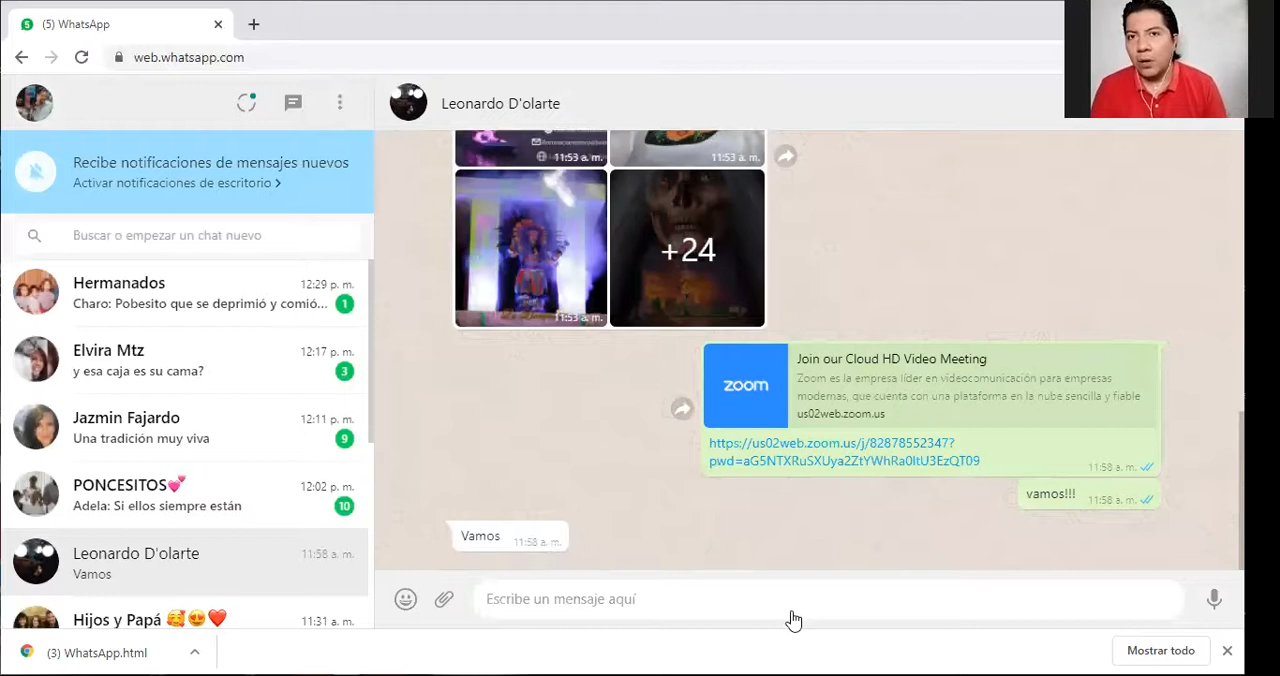 (5) WhatsApp
web.whatsapp.com
Leonardo D'olarte
Recibe notificaciones de mensajes nuevos
Activar notificaciones de escritorio >
Buscar o empezar un chat nuevo
Hermanados 12:29 p. m.
Charo: Pobesito que se deprimió y comió... 1
Elvira Mtz 12:17 p. m.
y esa caja es su cama? 3
Jazmin Fajardo 12:11 p. m.
Una tradición muy viva 9
PONCESITOS💕 12:02 p. m.
Adela: Si ellos siempre están 10
Leonardo D'olarte 11:58 a. m.
Vamos
Hijos y Papá 🥰😍❤️ 11:31 a. m.
11:53 a. m.
11:53 a. m.
11:53 a. m.
+24
zoom
Join our Cloud HD Video Meeting
Zoom es la empresa líder en videocomunicación para empresas
modernas, que cuenta con una plataforma en la nube sencilla y fiable
us02web.zoom.us
https://us02web.zoom.us/j/82878552347?
pwd=aG5NTXRuSXUya2ZtYWhRa0ltU3EzQT09
11:58 a. m.
vamos!!! 11:58 a. m.
Vamos 11:58 a. m.
Escribe un mensaje aquí
(3) WhatsApp.html
Mostrar todo